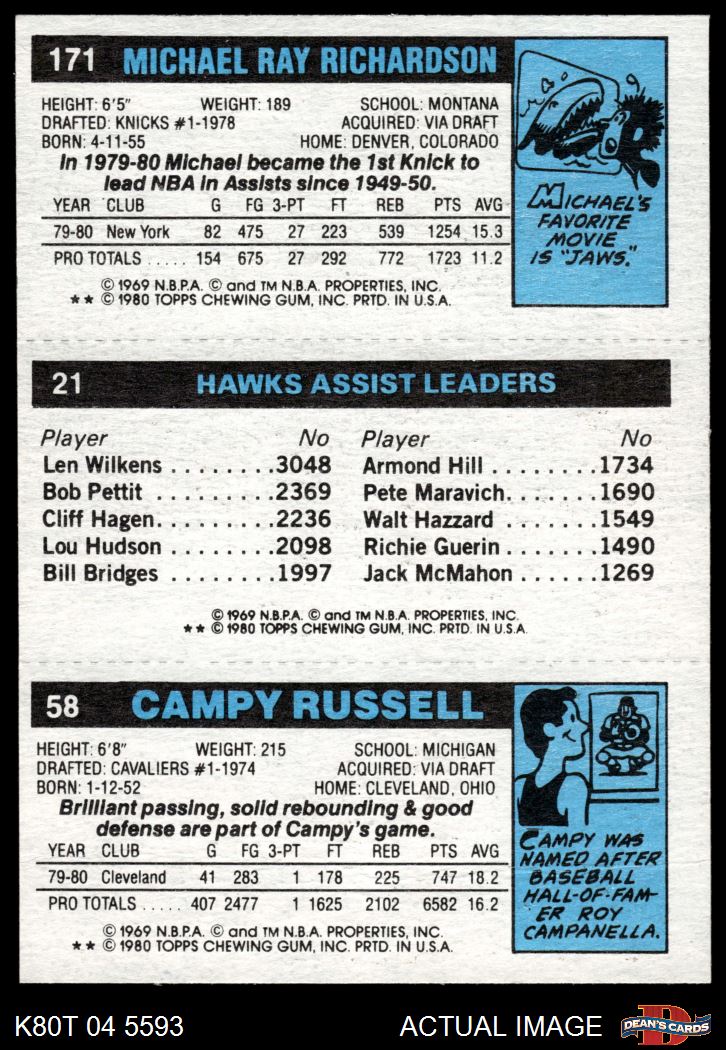 171 MICHAEL RAY RICHARDSON
HEIGHT: 6'5" WEIGHT: 189 SCHOOL: MONTANA
DRAFTED: KNICKS #1-1978 ACQUIRED: VIA DRAFT
BORN: 4-11-55 HOME: DENVER, COLORADO
In 1979-80 Michael became the 1st Knick to
lead NBA in Assists since 1949-50.
YEAR CLUB G FG 3-PT FT REB PTS AVG
79-80 New York 82 475 27 223 539 1254 15.3
PRO TOTALS ..... 154 675 27 292 772 1723 11.2
© 1969 N.B.P.A. © and TM N.B.A. PROPERTIES, INC.
★★ © 1980 TOPPS CHEWING GUM, INC. PRTD. IN U.S.A.
MICHAEL'S
FAVORITE
MOVIE
IS "JAWS."
21 HAWKS ASSIST LEADERS
Player No Player No
Len Wilkens ........3048 Armond Hill ........1734
Bob Pettit ........2369 Pete Maravich........1690
Cliff Hagen.........2236 Walt Hazzard .......1549
Lou Hudson ........2098 Richie Guerin.......1490
Bill Bridges ........1997 Jack McMahon ......1269
© 1969 N.B.P.A. © and TM N.B.A. PROPERTIES, INC.
★★ © 1980 TOPPS CHEWING GUM, INC. PRTD. IN U.S.A.
58 CAMPY RUSSELL
HEIGHT: 6'8" WEIGHT: 215 SCHOOL: MICHIGAN
DRAFTED: CAVALIERS #1-1974 ACQUIRED: VIA DRAFT
BORN: 1-12-52 HOME: CLEVELAND, OHIO
Brilliant passing, solid rebounding & good
defense are part of Campy's game.
YEAR CLUB G FG 3-PT FT REB PTS AVG
79-80 Cleveland 41 283 1 178 225 747 18.2
PRO TOTALS ..... 407 2477 1 1625 2102 6582 16.2
© 1969 N.B.P.A. © and TM N.B.A. PROPERTIES, INC.
★★ © 1980 TOPPS CHEWING GUM, INC. PRTD. IN U.S.A.
CAMPY WAS
NAMED AFTER
BASEBALL
HALL-OF-FAM-
ER ROY
CAMPANELLA.
K80T 04 5593 ACTUAL IMAGE D DEAN'S CARDS